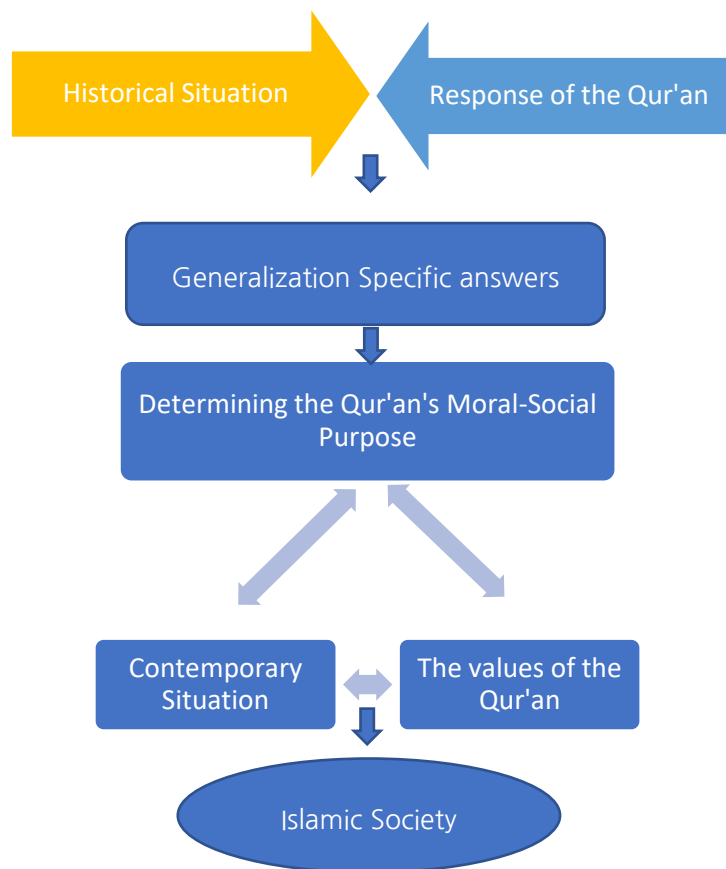 Historical Situation
Response of the Qur'an
Generalization Specific answers
Determining the Qur'an's Moral-Social
Purpose
Contemporary
Situation
The values of the
Qur'an
Islamic Society